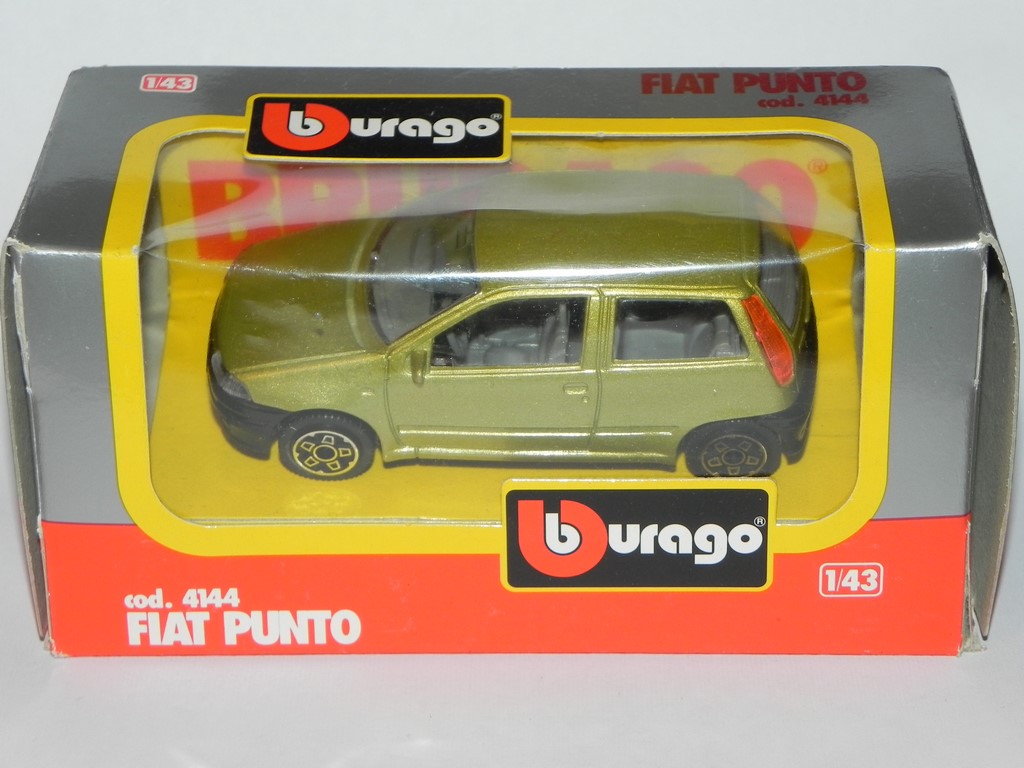 1/43
FIAT PUNTO
cod. 4144
burago®
burago®
1/43
cod. 4144
FIAT PUNTO